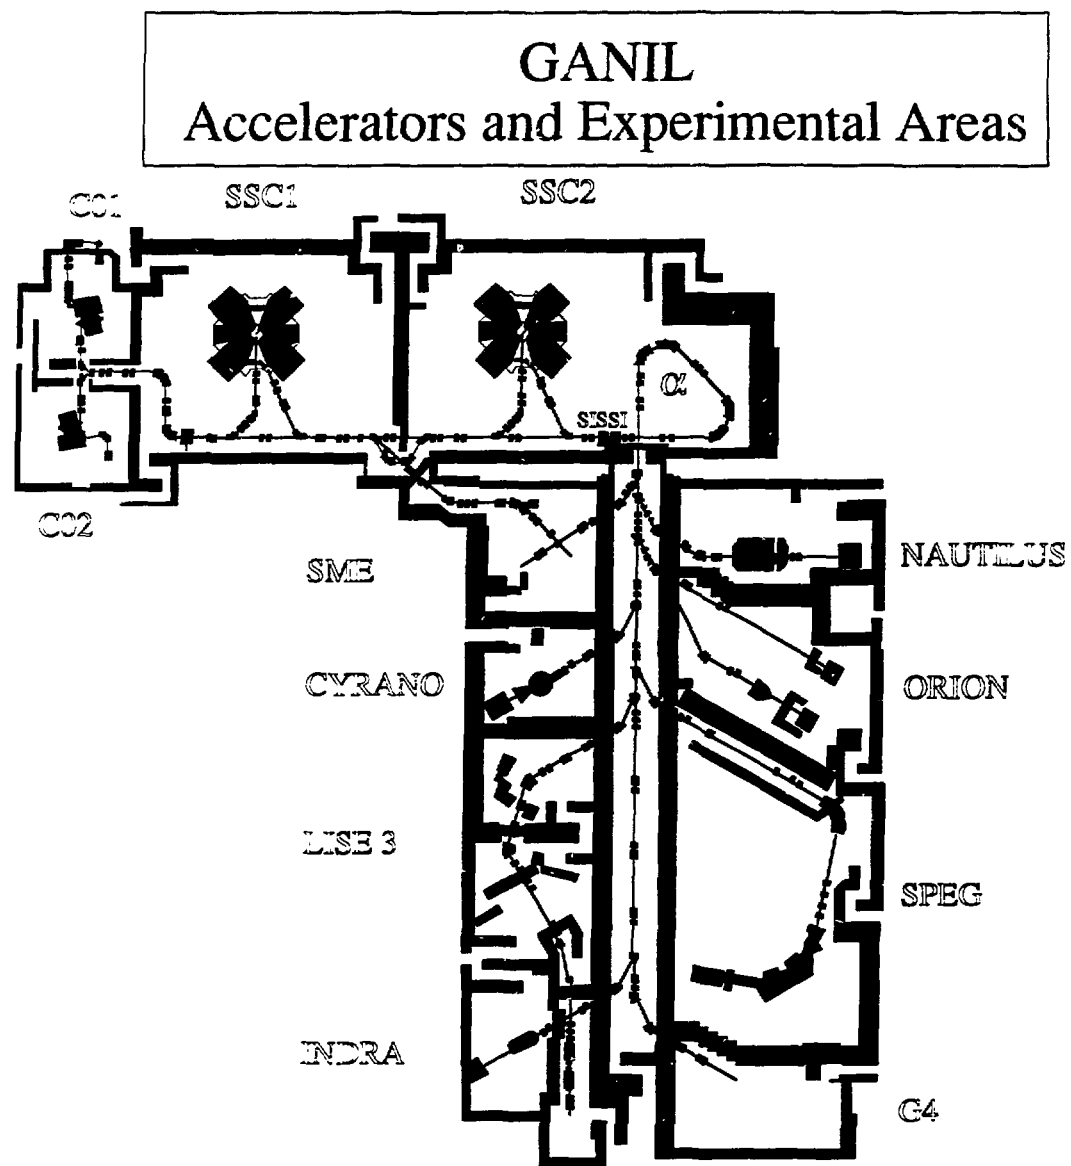 GANIL
Accelerators and Experimental Areas
C01
SSC1
SSC2
α
SISSI
C02
SME
NAUTILUS
CYRANO
ORION
LISE 3
SPEG
INDRA
G4